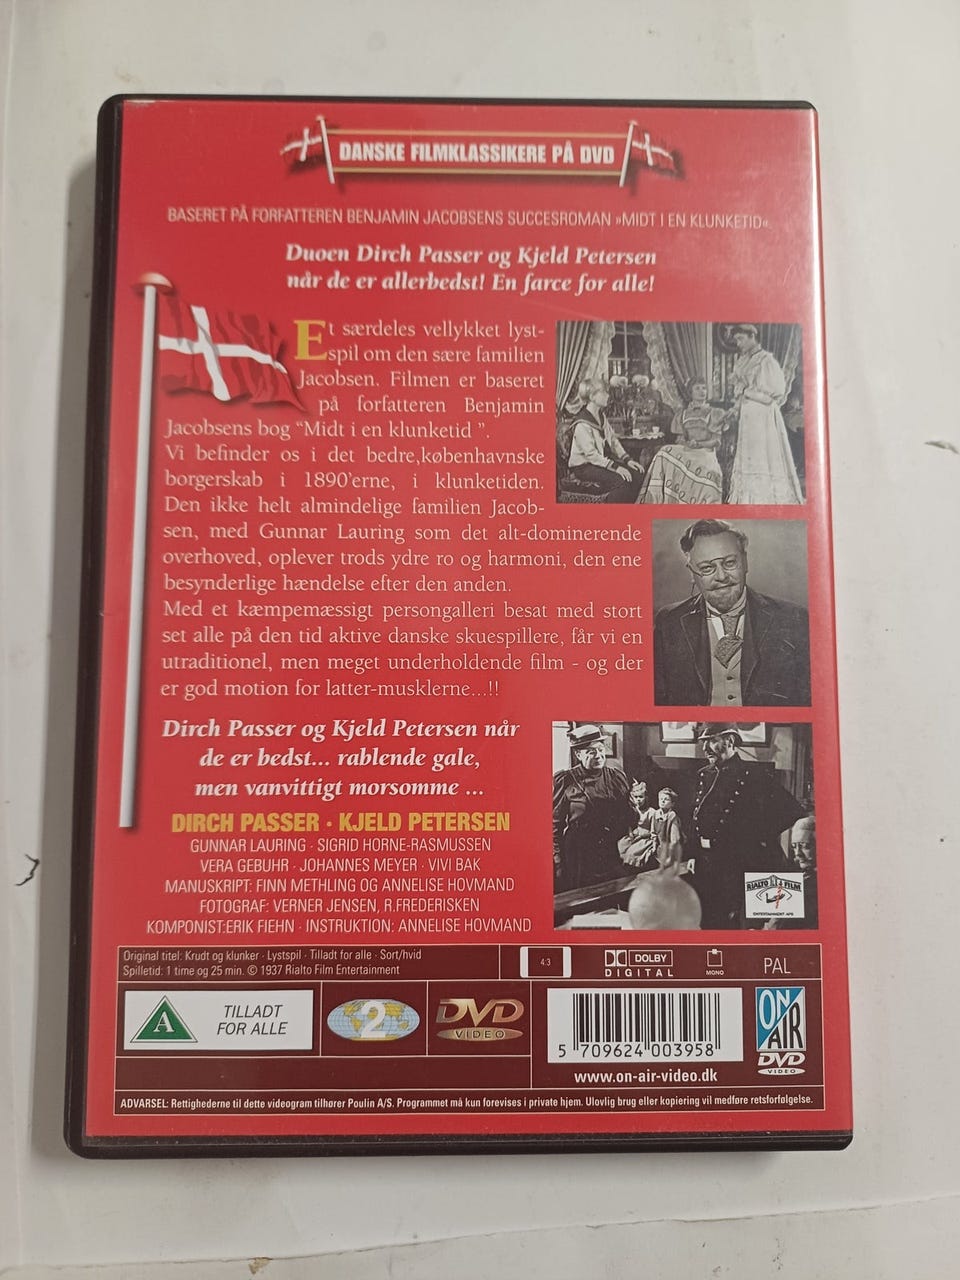 DANSKE FILMKLASSIKERE PÅ DVD
BASERET PÅ FORFATTEREN BENJAMIN JACOBSENS SUCCESROMAN »MIDT I EN KLUNKETID«.
Duoen Dirch Passer og Kjeld Petersen
når de er allerbedst! En farce for alle!
Et særdeles vellykket lyst-
spil om den sære familien
Jacobsen. Filmen er baseret
på forfatteren Benjamin
Jacobsens bog “Midt i en klunketid ”.
Vi befinder os i det bedre,københavnske
borgerskab i 1890’erne, i klunketiden.
Den ikke helt almindelige familien Jacob-
sen, med Gunnar Lauring som det alt-dominerende
overhoved, oplever trods ydre ro og harmoni, den ene
besynderlige hændelse efter den anden.
Med et kæmpemæssigt persongalleri besat med stort
set alle på den tid aktive danske skuespillere, får vi en
utraditionel, men meget underholdende film - og der
er god motion for latter-musklerne...!!
Dirch Passer og Kjeld Petersen når
de er bedst... rablende gale,
men vanvittigt morsomme ...
DIRCH PASSER · KJELD PETERSEN
GUNNAR LAURING · SIGRID HORNE-RASMUSSEN
VERA GEBUHR · JOHANNES MEYER · VIVI BAK
MANUSKRIPT: FINN METHLING OG ANNELISE HOVMAND
FOTOGRAF: VERNER JENSEN, R.FREDERISKEN
KOMPONIST:ERIK FIEHN · INSTRUKTION: ANNELISE HOVMAND
RIALTO FILM
ENTERTAINMENT APS
Original titel: Krudt og klunker · Lystspil · Tilladt for alle · Sort/hvid
Spilletid: 1 time og 25 min. © 1937 Rialto Film Entertainment
4:3
DOLBY
DIGITAL
MONO
PAL
A
TILLADT
FOR ALLE
2
DVD
VIDEO
5 709624 003958
www.on-air-video.dk
ON
AIR
DVD
VIDEO
ADVARSEL: Rettighederne til dette videogram tilhører Poulin A/S. Programmet må kun forevises i private hjem. Ulovlig brug eller kopiering vil medføre retsforfølgelse.